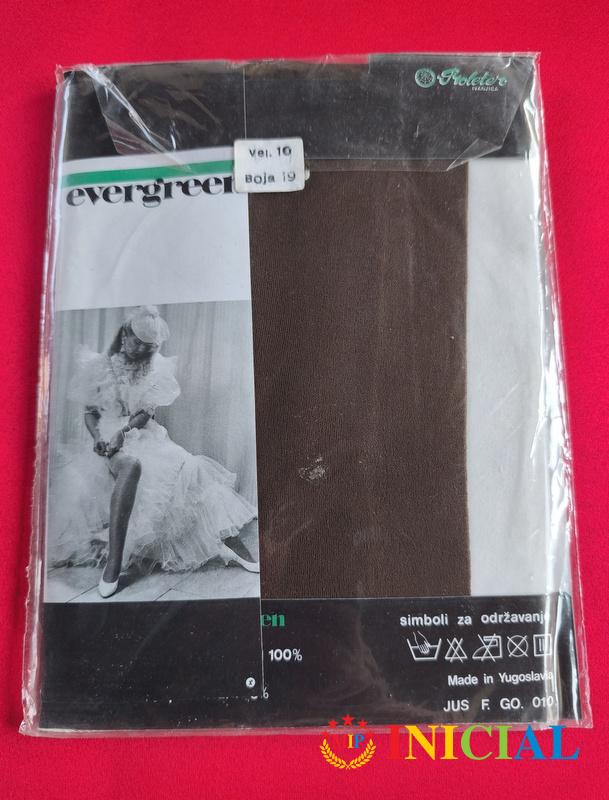 Proleter
IVANJICA
Vel. 10
Boja 19
evergreen
en
100%
%
simboli za održavanje
Made in Yugoslavia
JUS F. GO. 010
IP
INICIAL